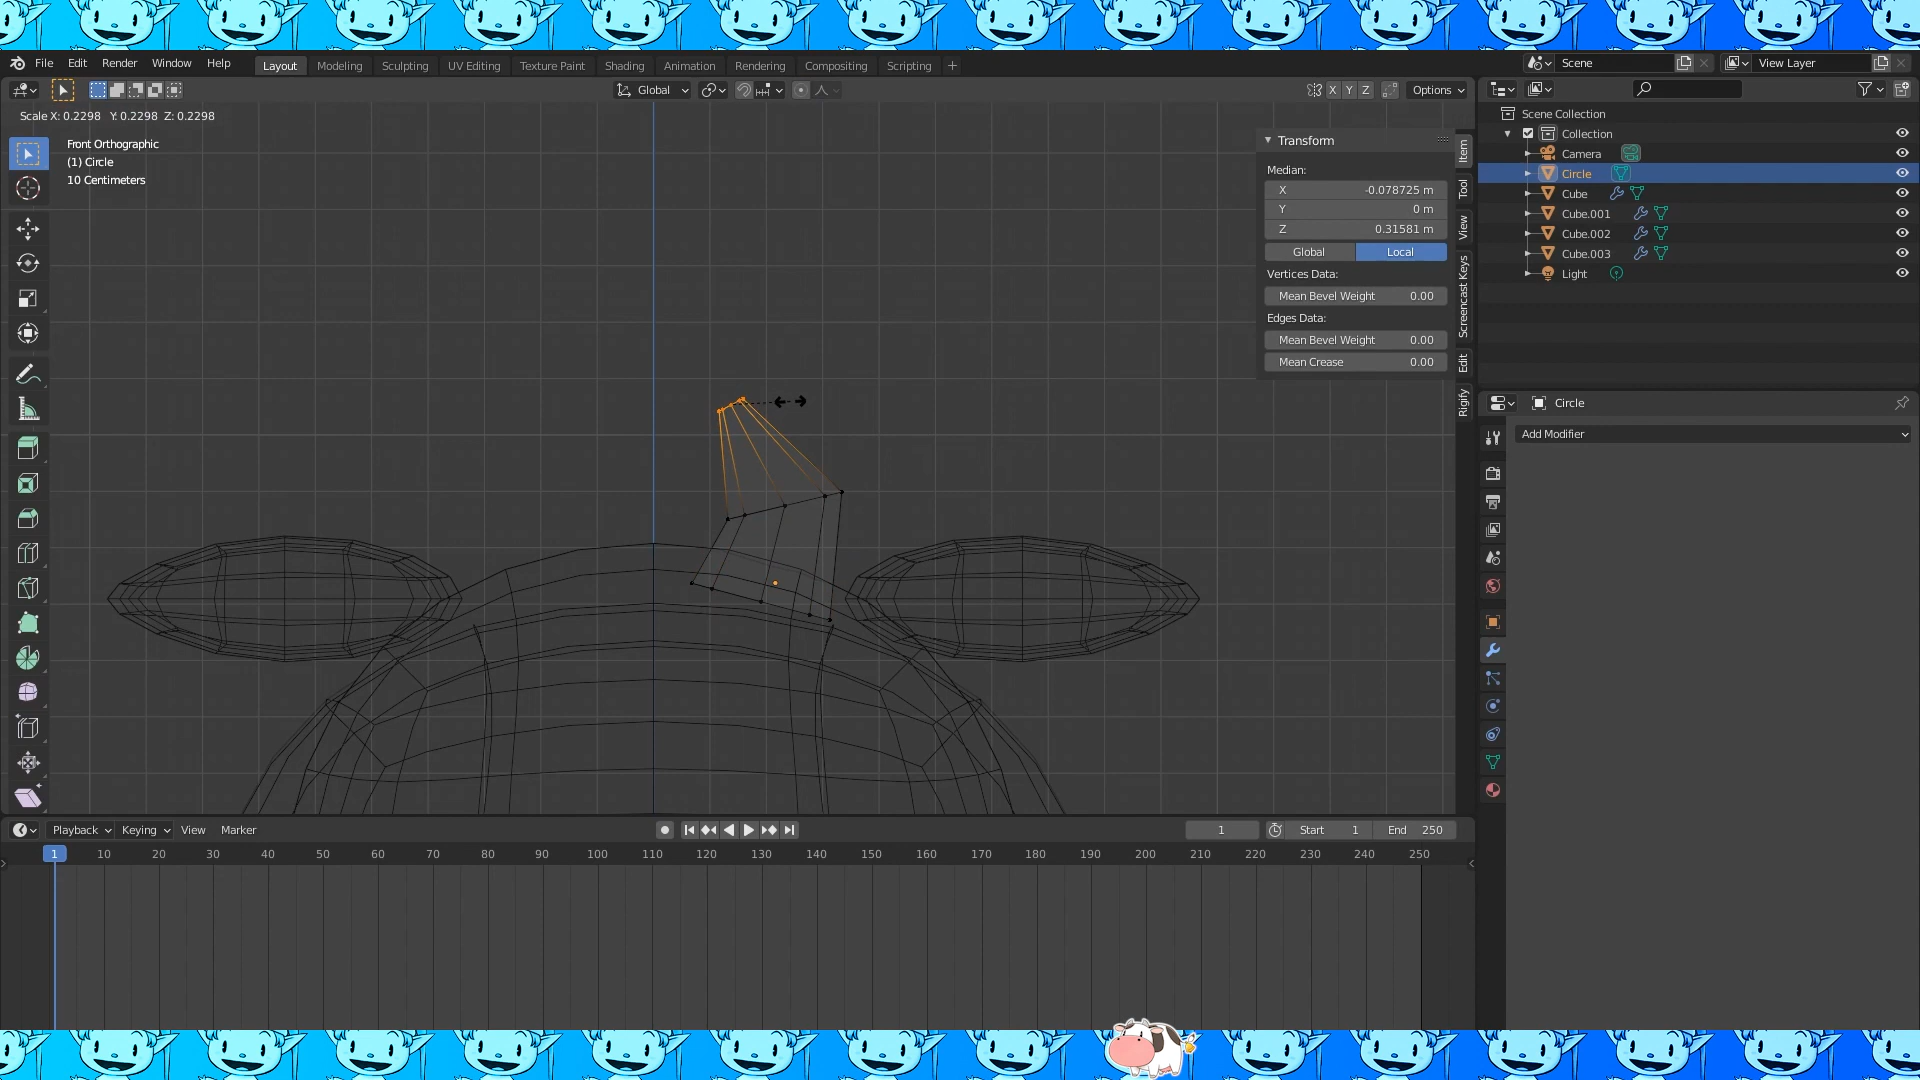 File Edit Render Window Help Layout Modeling Sculpting UV Editing Texture Paint Shading Animation Rendering Compositing Scripting + Scene View Layer
Global X Y Z Options
Scale X: 0.2298 Y: 0.2298 Z: 0.2298
Front Orthographic
(1) Circle
10 Centimeters
Transform
Median:
X -0.078725 m
Y 0 m
Z 0.31581 m
Global Local
Vertices Data:
Mean Bevel Weight 0.00
Edges Data:
Mean Bevel Weight 0.00
Mean Crease 0.00
Item
Tool
View
Screencast Keys
Edit
Rigify
Scene Collection
Collection
Camera
Circle
Cube
Cube.001
Cube.002
Cube.003
Light
Circle
Add Modifier
Playback Keying View Marker 1 Start 1 End 250
1 10 20 30 40 50 60 70 80 90 100 110 120 130 140 150 160 170 180 190 200 210 220 230 240 250